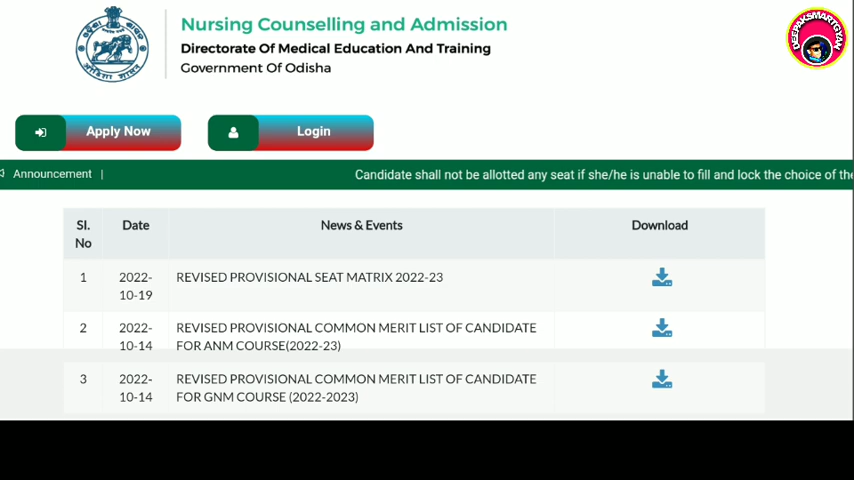 Nursing Counselling and Admission
Directorate Of Medical Education And Training
Government Of Odisha
DEEPAKSMARTGYAN
Apply Now
Login
Announcement |
Candidate shall not be allotted any seat if she/he is unable to fill and lock the choice of the
Sl. No
Date
News & Events
Download
1
2022-10-19
REVISED PROVISIONAL SEAT MATRIX 2022-23
2
2022-10-14
REVISED PROVISIONAL COMMON MERIT LIST OF CANDIDATE
FOR ANM COURSE(2022-23)
3
2022-10-14
REVISED PROVISIONAL COMMON MERIT LIST OF CANDIDATE
FOR GNM COURSE (2022-2023)